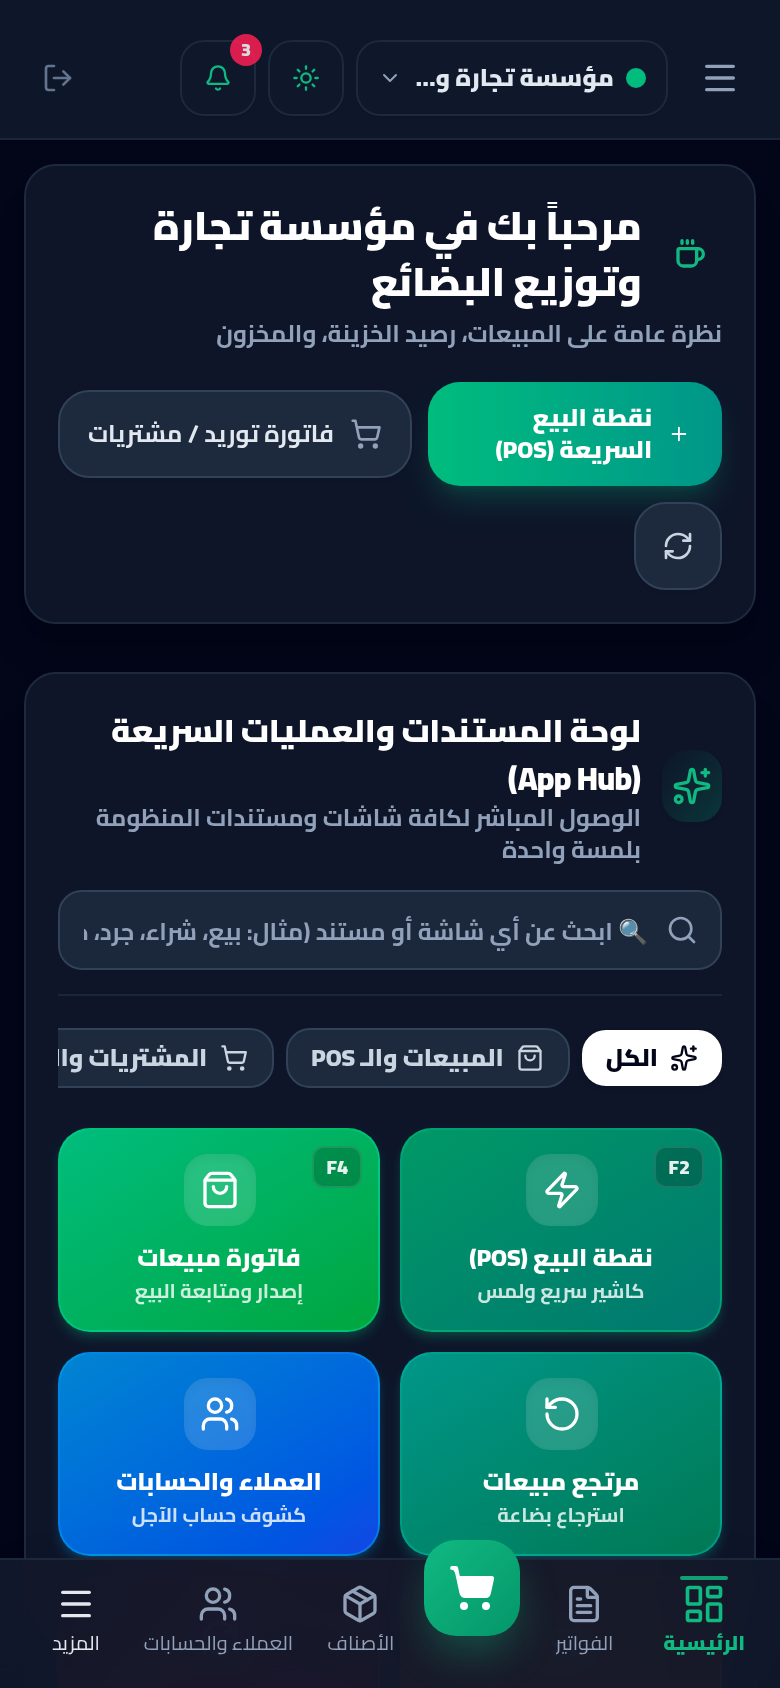 مؤسسة تجارة و...
3
مرحباً بك في مؤسسة تجارة
وتوزيع البضائع
نظرة عامة على المبيعات، رصيد الخزينة، والمخزون
نقطة البيع
السريعة (POS)
فاتورة توريد / مشتريات
لوحة المستندات والعمليات السريعة
(App Hub)
الوصول المباشر لكافة شاشات ومستندات المنظومة
بلمسة واحدة
🔍 ابحث عن أي شاشة أو مستند (مثال: بيع، شراء، جرد،
الكل
المبيعات والـ POS
المشتريات وال
F2
نقطة البيع (POS)
كاشير سريع ولمس
F4
فاتورة مبيعات
إصدار ومتابعة البيع
مرتجع مبيعات
استرجاع بضاعة
العملاء والحسابات
كشوف حساب الآجل
الرئيسية
الفواتير
الأصناف
العملاء والحسابات
المزيد